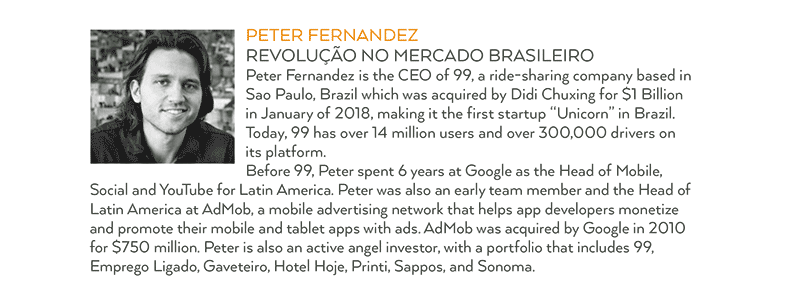 PETER FERNANDEZ
REVOLUÇÃO NO MERCADO BRASILEIRO
Peter Fernandez is the CEO of 99, a ride-sharing company based in
Sao Paulo, Brazil which was acquired by Didi Chuxing for $1 Billion
in January of 2018, making it the first startup “Unicorn” in Brazil.
Today, 99 has over 14 million users and over 300,000 drivers on
its platform.
Before 99, Peter spent 6 years at Google as the Head of Mobile,
Social and YouTube for Latin America. Peter was also an early team member and the Head of
Latin America at AdMob, a mobile advertising network that helps app developers monetize
and promote their mobile and tablet apps with ads. AdMob was acquired by Google in 2010
for $750 million. Peter is also an active angel investor, with a portfolio that includes 99,
Emprego Ligado, Gaveteiro, Hotel Hoje, Printi, Sappos, and Sonoma.